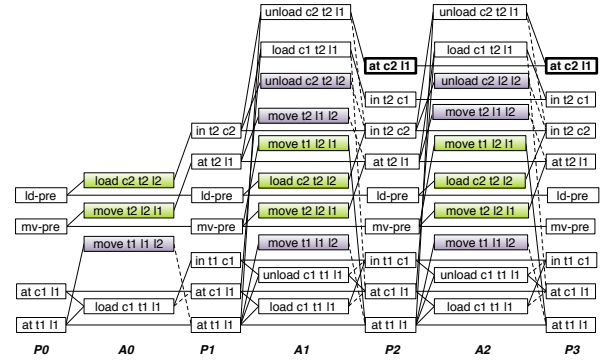 unload c2 t2 l1
unload c2 t2 l1
load c1 t2 l1
load c1 t2 l1
at c2 l1
at c2 l1
unload c2 t2 l2
unload c2 t2 l2
in t2 c1
in t2 c1
move t2 l1 l2
move t2 l1 l2
in t2 c2
in t2 c2
in t2 c2
move t1 l2 l1
move t1 l2 l1
at t2 l1
at t2 l1
at t2 l1
load c2 t2 l2
load c2 t2 l2
load c2 t2 l2
ld-pre
ld-pre
ld-pre
ld-pre
move t2 l2 l1
move t2 l2 l1
move t2 l2 l1
mv-pre
mv-pre
mv-pre
mv-pre
move t1 l1 l2
move t1 l1 l2
move t1 l1 l2
in t1 c1
in t1 c1
in t1 c1
unload c1 t1 l1
unload c1 t1 l1
at c1 l1
at c1 l1
at c1 l1
at c1 l1
load c1 t1 l1
load c1 t1 l1
load c1 t1 l1
at t1 l1
at t1 l1
at t1 l1
at t1 l1
P0 A0 P1 A1 P2 A2 P3